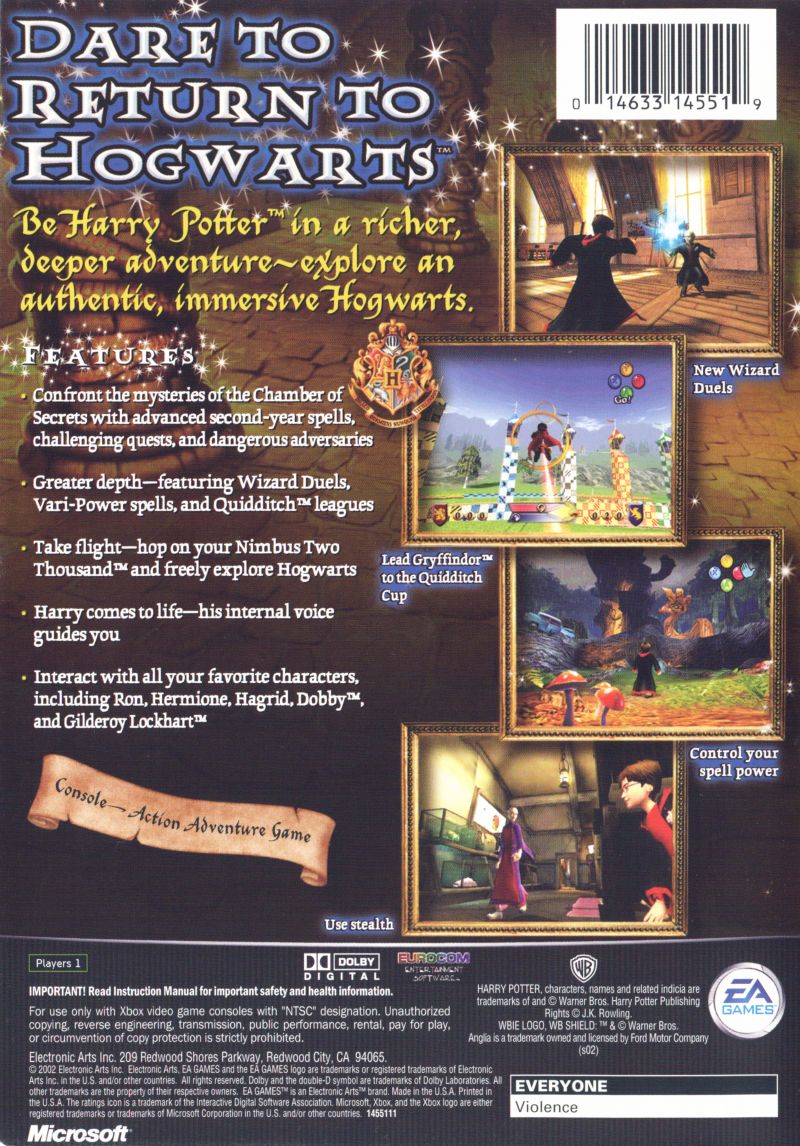 DARE TO
RETURN TO
HOGWARTS™
0 14633 14551 9
Be Harry Potter™ in a richer,
deeper adventure~explore an
authentic, immersive Hogwarts.
FEATURES
• Confront the mysteries of the Chamber of
Secrets with advanced second-year spells,
challenging quests, and dangerous adversaries
• Greater depth—featuring Wizard Duels,
Vari-Power spells, and Quidditch™ leagues
• Take flight—hop on your Nimbus Two
Thousand™ and freely explore Hogwarts
• Harry comes to life—his internal voice
guides you
• Interact with all your favorite characters,
including Ron, Hermione, Hagrid, Dobby™,
and Gilderoy Lockhart™
H
New Wizard
Duels
Go!
000
020
Lead Gryffindor™
to the Quidditch
Cup
X
Y
A
Control your
spell power
Use stealth
Console—Action Adventure Game
Players 1
DOLBY
DIGITAL
EUROCOM
ENTERTAINMENT
SOFTWARE
WB
EA
GAMES™
IMPORTANT! Read Instruction Manual for important safety and health information.
For use only with Xbox video game consoles with "NTSC" designation. Unauthorized
copying, reverse engineering, transmission, public performance, rental, pay for play,
or circumvention of copy protection is strictly prohibited.
Electronic Arts Inc. 209 Redwood Shores Parkway, Redwood City, CA 94065.
© 2002 Electronic Arts Inc. Electronic Arts, EA GAMES and the EA GAMES logo are trademarks or registered trademarks of Electronic
Arts Inc. in the U.S. and/or other countries. All rights reserved. Dolby and the double-D symbol are trademarks of Dolby Laboratories. All
other trademarks are the property of their respective owners. EA GAMES™ is an Electronic Arts™ brand. Made in the U.S.A. Printed in
the U.S.A. The ratings icon is a trademark of the Interactive Digital Software Association. Microsoft, Xbox, and the Xbox logo are either
registered trademarks or trademarks of Microsoft Corporation in the U.S. and/or other countries. 1455111
Microsoft
HARRY POTTER, characters, names and related indicia are
trademarks of and © Warner Bros. Harry Potter Publishing
Rights © J.K. Rowling.
WBIE LOGO, WB SHIELD: ™ & © Warner Bros.
Anglia is a trademark owned and licensed by Ford Motor Company
(s02)
EVERYONE
Violence